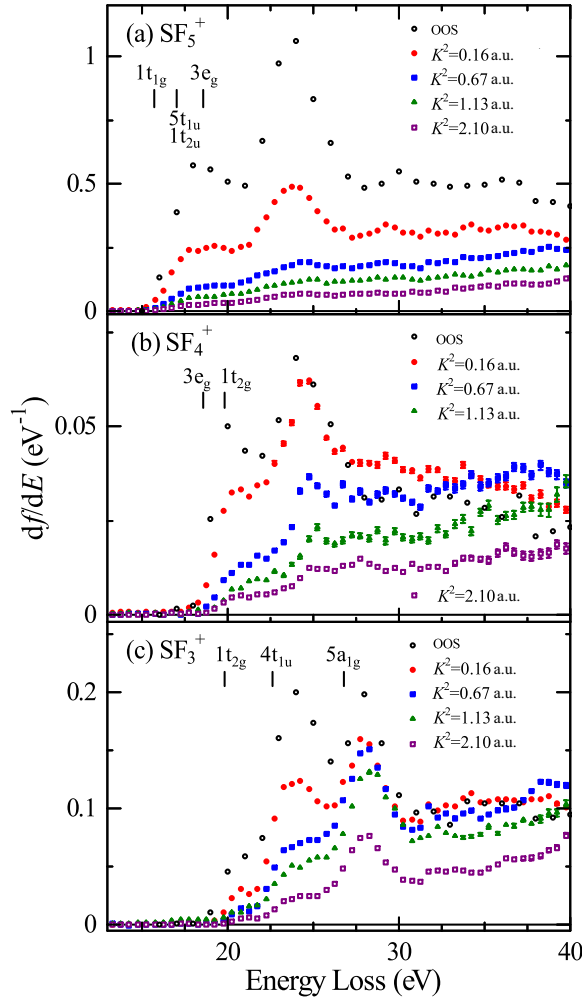 (a) SF₅⁺
OOS
K²=0.16 a.u.
K²=0.67 a.u.
K²=1.13 a.u.
K²=2.10 a.u.
1t₁g 3eg
5t₁u
1t₂u
1
0.5
0
(b) SF₄⁺
OOS
K²=0.16 a.u.
K²=0.67 a.u.
K²=1.13 a.u.
3eg 1t₂g
0.05
0
K²=2.10 a.u.
df/dE (eV⁻¹)
(c) SF₃⁺
OOS
K²=0.16 a.u.
K²=0.67 a.u.
K²=1.13 a.u.
K²=2.10 a.u.
1t₂g 4t₁u 5a₁g
0.2
0.1
0
20 30 40
Energy Loss (eV)